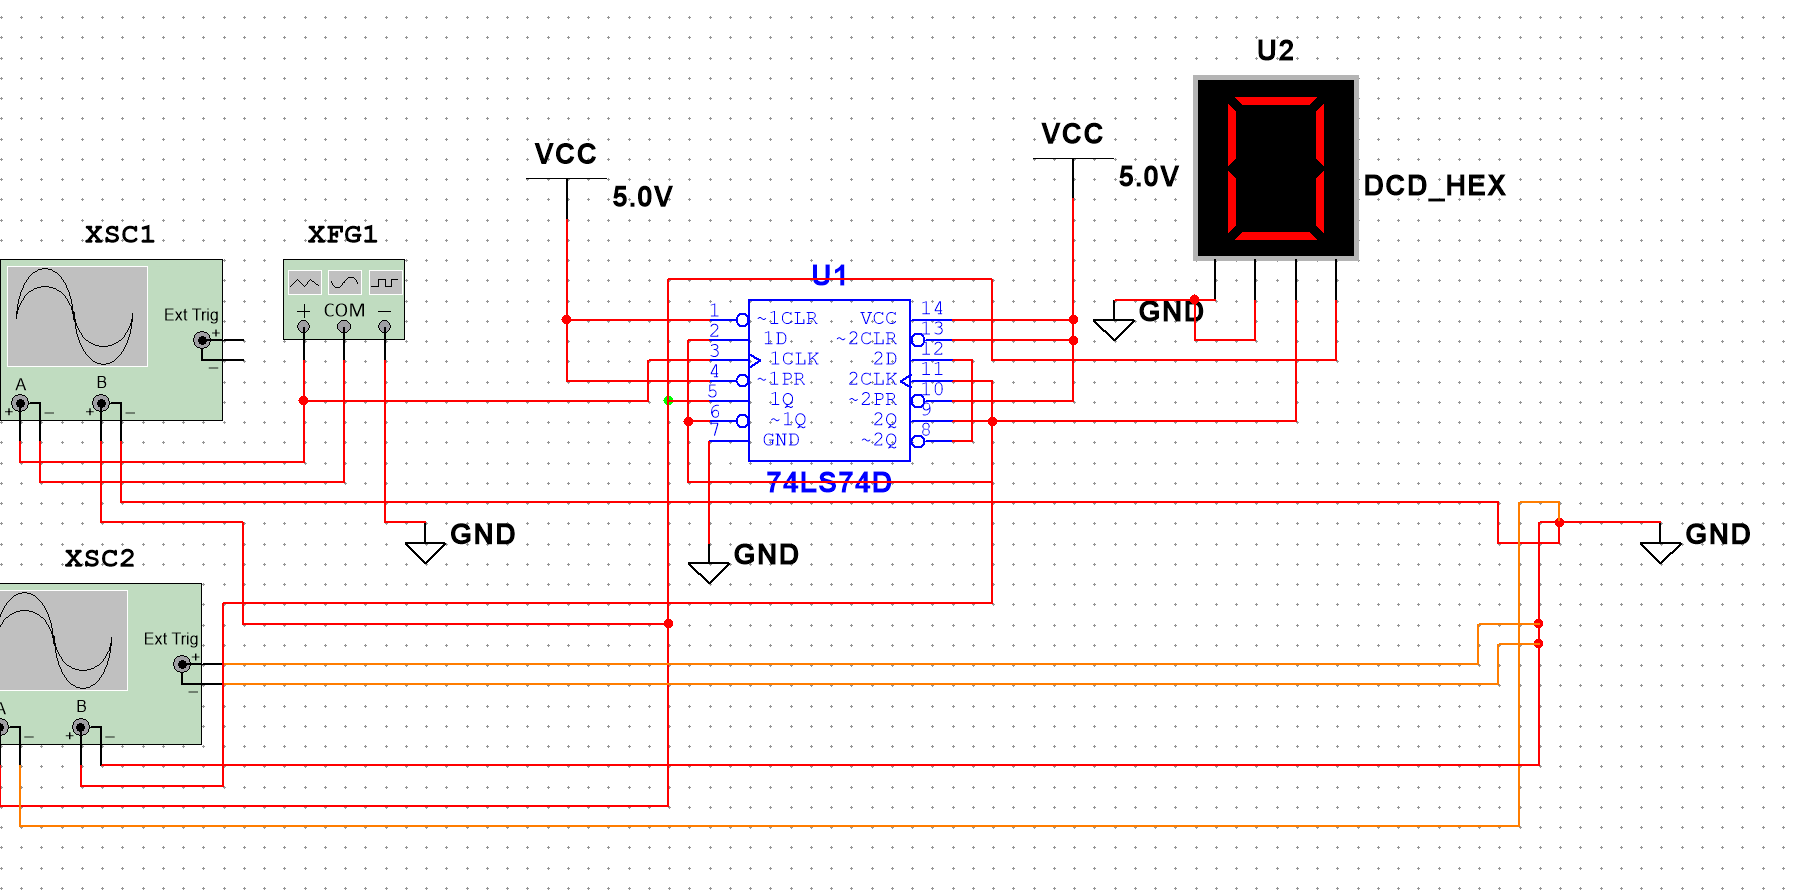 U2
VCC
5.0V
DCD_HEX
GND
VCC
5.0V
XSC1
Ext Trig
+
−
A
B
+
−
+
−
XFG1
+
COM
−
GND
U1
1
~1CLR
2
1D
3
1CLK
4
~1PR
5
1Q
6
~1Q
7
GND
14
VCC
13
~2CLR
12
2D
11
2CLK
10
~2PR
9
2Q
8
~2Q
74LS74D
GND
GND
XSC2
Ext Trig
+
−
A
B
−
+
−